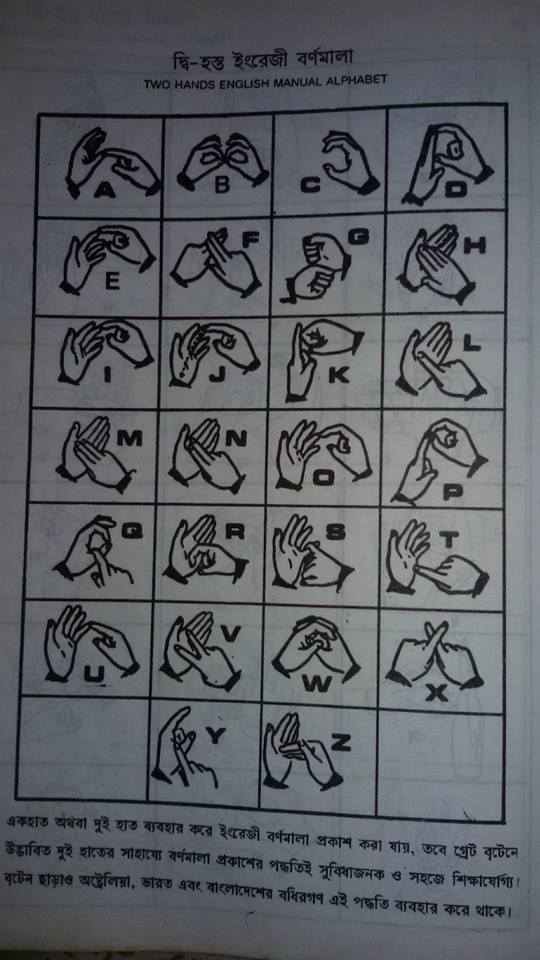 দ্বি-হস্ত ইংরেজী বর্ণমালা
TWO HANDS ENGLISH MANUAL ALPHABET
A B C D
E F G H
I J K L
M N O P
Q R S T
U V W X
Y Z
একহাত অথবা দুই হাত ব্যবহার করে ইংরেজী বর্ণমালা প্রকাশ করা যায়, তবে গ্রেট বৃটেনে
উদ্ভাবিত দুই হাতের সাহায্যে বর্ণমালা প্রকাশের পদ্ধতিই সুবিধাজনক ও সহজে শিক্ষাযোগ্য।
বৃটেন ছাড়াও অষ্ট্রেলিয়া, ভারত এবং বাংলাদেশের বধিরগণ এই পদ্ধতি ব্যবহার করে থাকে।